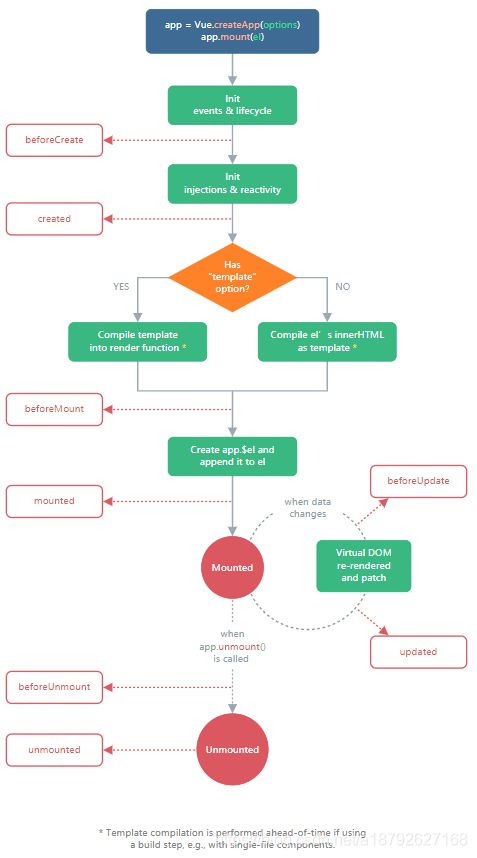 app = Vue.createApp(options)
app.mount(el)
Init
events & lifecycle
beforeCreate
Init
injections & reactivity
created
Has
"template"
option?
YES
NO
Compile template
into render function *
Compile el’s innerHTML
as template *
beforeMount
Create app.$el and
append it to el
beforeUpdate
mounted
when data
changes
Mounted
Virtual DOM
re-rendered
and patch
when
app.unmount()
is called
updated
beforeUnmount
unmounted
Unmounted
* Template compilation is performed ahead-of-time if using
a build step, e.g., with single-file components.
csdn.net/a18792627168